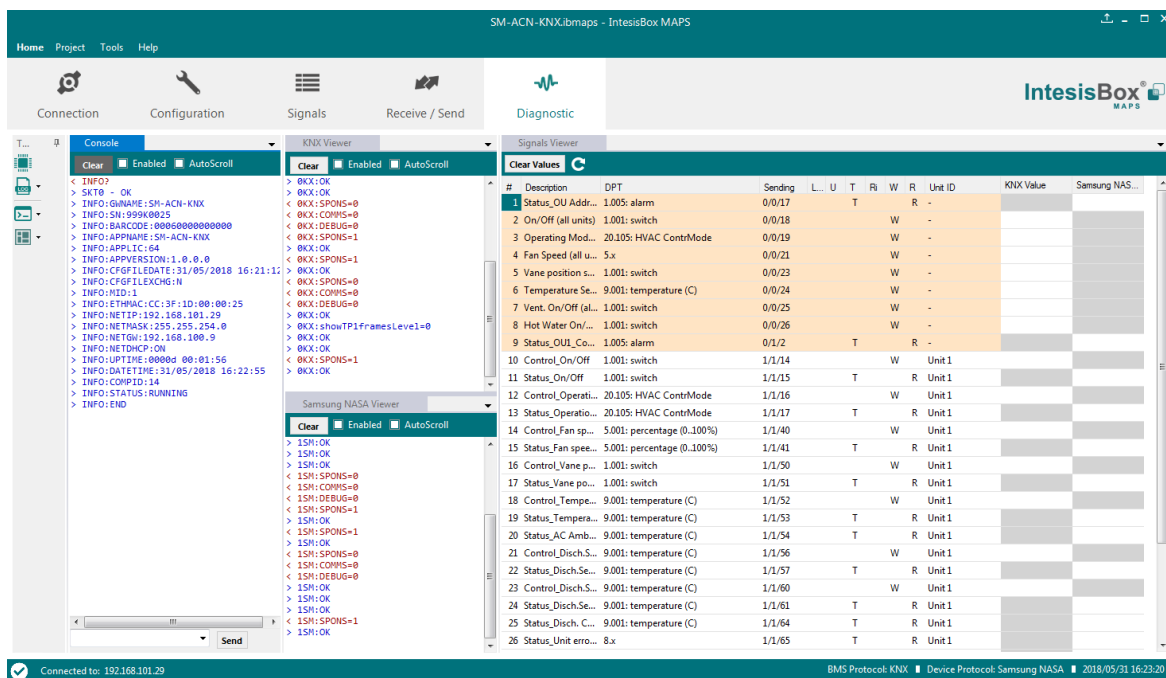 SM-ACN-KNX.ibmaps - IntesisBox MAPS
Home Project Tools Help
Connection Configuration Signals Receive / Send Diagnostic
IntesisBox®
MAPS
T...
Console
Clear Enabled AutoScroll
< INFO?
> SKT0 - OK
> INFO:GWNAME:SM-ACN-KNX
> INFO:SN:999K0025
> INFO:BARCODE:00060000000000
> INFO:APPNAME:SM-ACN-KNX
> INFO:APPLIC:64
> INFO:APPVERSION:1.0.0.0
> INFO:CFGFILEDATE:31/05/2018 16:21:12
> INFO:CFGFILEXCHG:N
> INFO:MID:1
> INFO:ETHMAC:CC:3F:1D:00:00:25
> INFO:NETIP:192.168.101.29
> INFO:NETMASK:255.255.254.0
> INFO:NETGW:192.168.100.9
> INFO:NETDHCP:ON
> INFO:UPTIME:0000d 00:01:56
> INFO:DATETIME:31/05/2018 16:22:55
> INFO:COMPID:14
> INFO:STATUS:RUNNING
> INFO:END
Send
KNX Viewer
Clear Enabled AutoScroll
> 0KX:OK
> 0KX:OK
< 0KX:SPONS=0
< 0KX:COMMS=0
< 0KX:DEBUG=0
< 0KX:SPONS=1
> 0KX:OK
< 0KX:SPONS=1
> 0KX:OK
< 0KX:SPONS=0
< 0KX:COMMS=0
< 0KX:DEBUG=0
> 0KX:OK
> 0KX:showTP1framesLevel=0
> 0KX:OK
> 0KX:OK
< 0KX:SPONS=1
> 0KX:OK
Samsung NASA Viewer
Clear Enabled AutoScroll
> 1SM:OK
> 1SM:OK
> 1SM:OK
< 1SM:SPONS=0
< 1SM:COMMS=0
< 1SM:DEBUG=0
< 1SM:SPONS=1
> 1SM:OK
< 1SM:SPONS=1
> 1SM:OK
< 1SM:SPONS=0
< 1SM:COMMS=0
< 1SM:DEBUG=0
> 1SM:OK
> 1SM:OK
> 1SM:OK
< 1SM:SPONS=1
> 1SM:OK
Signals Viewer
Clear Values
# Description DPT Sending L... U T Ri W R Unit ID KNX Value Samsung NAS...
1 Status_OU Addr... 1.005: alarm 0/0/17 T R -
2 On/Off (all units) 1.001: switch 0/0/18 W -
3 Operating Mod... 20.105: HVAC ContrMode 0/0/19 W -
4 Fan Speed (all u... 5.x 0/0/21 W -
5 Vane position s... 1.001: switch 0/0/23 W -
6 Temperature Se... 9.001: temperature (C) 0/0/24 W -
7 Vent. On/Off (al... 1.001: switch 0/0/25 W -
8 Hot Water On/... 1.001: switch 0/0/26 W -
9 Status_OU1_Co... 1.005: alarm 0/1/2 T R -
10 Control_On/Off 1.001: switch 1/1/14 W Unit 1
11 Status_On/Off 1.001: switch 1/1/15 T R Unit 1
12 Control_Operati... 20.105: HVAC ContrMode 1/1/16 W Unit 1
13 Status_Operatio... 20.105: HVAC ContrMode 1/1/17 T R Unit 1
14 Control_Fan sp... 5.001: percentage (0..100%) 1/1/40 W Unit 1
15 Status_Fan spee... 5.001: percentage (0..100%) 1/1/41 T R Unit 1
16 Control_Vane p... 1.001: switch 1/1/50 W Unit 1
17 Status_Vane po... 1.001: switch 1/1/51 T R Unit 1
18 Control_Tempe... 9.001: temperature (C) 1/1/52 W Unit 1
19 Status_Tempera... 9.001: temperature (C) 1/1/53 T R Unit 1
20 Status_AC Amb... 9.001: temperature (C) 1/1/54 T R Unit 1
21 Control_Disch.S... 9.001: temperature (C) 1/1/56 W Unit 1
22 Status_Disch.Se... 9.001: temperature (C) 1/1/57 T R Unit 1
23 Control_Disch.S... 9.001: temperature (C) 1/1/60 W Unit 1
24 Status_Disch.Se... 9.001: temperature (C) 1/1/61 T R Unit 1
25 Status_Disch. C... 9.001: temperature (C) 1/1/64 T R Unit 1
26 Status_Unit erro... 8.x 1/1/65 T R Unit 1
Connected to: 192.168.101.29
BMS Protocol: KNX Device Protocol: Samsung NASA 2018/05/31 16:23:20